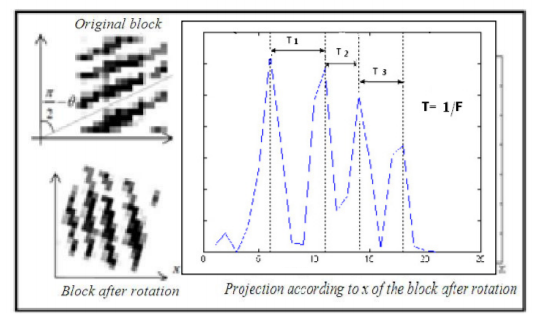 Original block
π/2 - θ
T 1
T 2
T 3
T= 1/F
0 5 10 15 20 25
x
Block after rotation
Projection according to x of the block after rotation